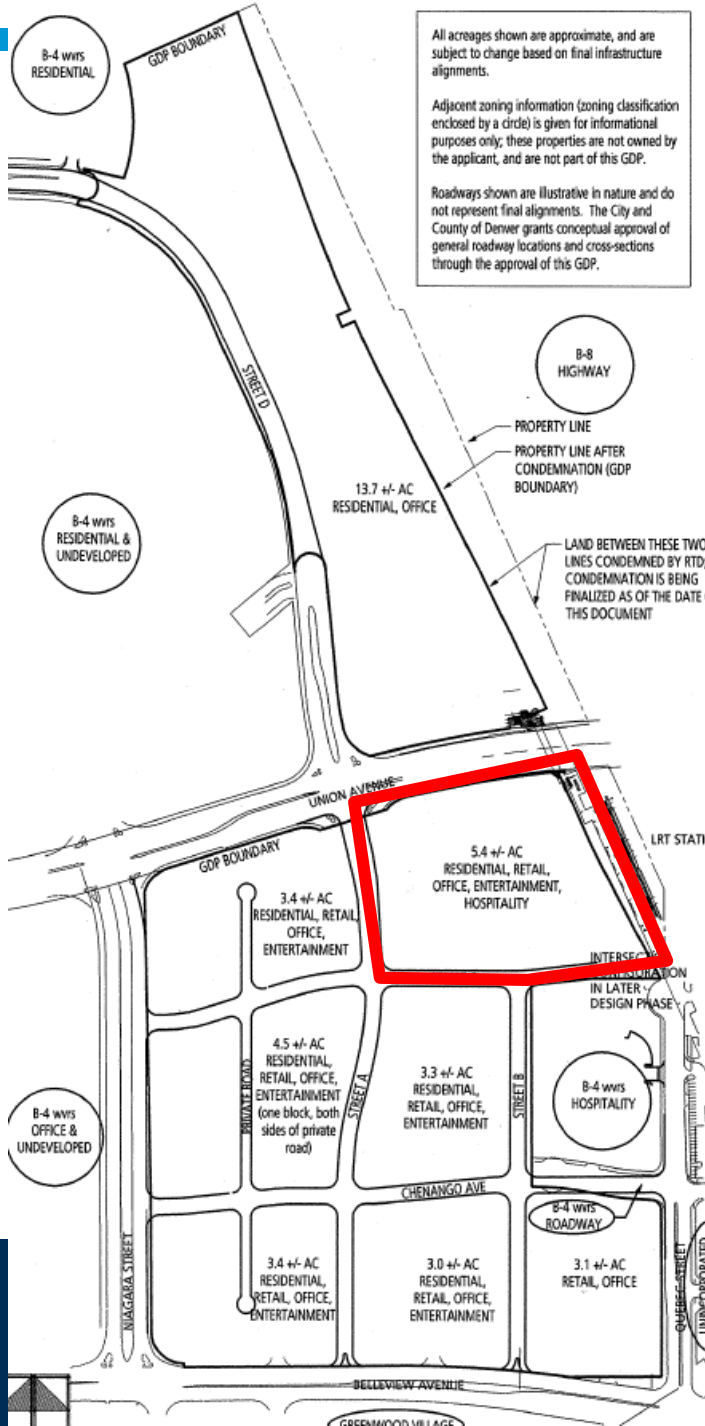 B-4 wvrs
RESIDENTIAL
GDP BOUNDARY
All acreages shown are approximate, and are
subject to change based on final infrastructure
alignments.
Adjacent zoning information (zoning classification
enclosed by a circle) is given for informational
purposes only; these properties are not owned by
the applicant, and are not part of this GDP.
Roadways shown are illustrative in nature and do
not represent final alignments. The City and
County of Denver grants conceptual approval of
general roadway locations and cross-sections
through the approval of this GDP.
B-8
HIGHWAY
STREET D
PROPERTY LINE
PROPERTY LINE AFTER
CONDEMNATION (GDP
BOUNDARY)
13.7 +/- AC
RESIDENTIAL, OFFICE
B-4 wvrs
RESIDENTIAL &
UNDEVELOPED
LAND BETWEEN THESE TWO
LINES CONDEMNED BY RTD;
CONDEMNATION IS BEING
FINALIZED AS OF THE DATE
THIS DOCUMENT
UNION AVENUE
GDP BOUNDARY
5.4 +/- AC
RESIDENTIAL, RETAIL,
OFFICE, ENTERTAINMENT,
HOSPITALITY
LRT STATI
3.4 +/- AC
RESIDENTIAL, RETAIL,
OFFICE,
ENTERTAINMENT
INTERSEC
CONFIGURATION
IN LATER
DESIGN PHASE
4.5 +/- AC
RESIDENTIAL,
RETAIL, OFFICE,
ENTERTAINMENT
(one block, both
sides of private
road)
PRIVATE ROAD
STREET A
3.3 +/- AC
RESIDENTIAL,
RETAIL, OFFICE,
ENTERTAINMENT
STREET B
B-4 wvrs
HOSPITALITY
B-4 wvrs
OFFICE &
UNDEVELOPED
CHENANGO AVE
B-4 wvrs
ROADWAY
NIAGARA STREET
3.4 +/- AC
RESIDENTIAL,
RETAIL, OFFICE,
ENTERTAINMENT
3.0 +/- AC
RESIDENTIAL,
RETAIL, OFFICE,
ENTERTAINMENT
3.1 +/- AC
RETAIL, OFFICE
QUEBEC STREET
UNINCORPORATED
BELLEVIEW AVENUE
GREENWOOD VILLAGE